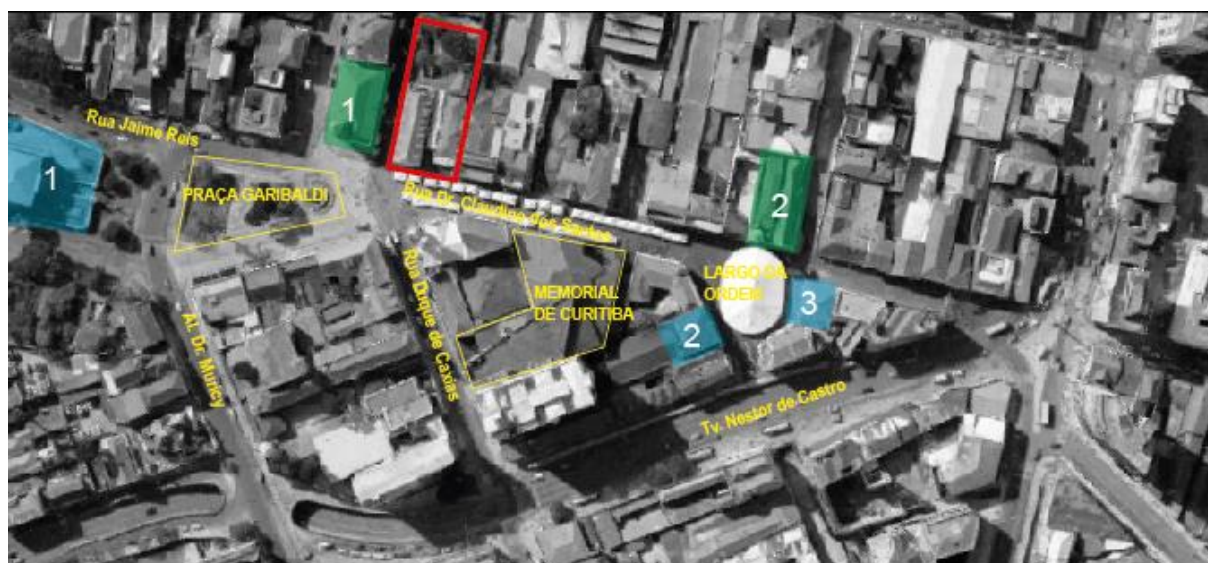 1
Rua Jaime Reis
1
PRAÇA GARIBALDI
Rua Dr. Claudino dos Santos
2
LARGO DA
ORDEM
MEMORIAL
DE CURITIBA
3
2
Rua Duque de Caxias
Al. Dr. Muricy
Tv. Nestor de Castro